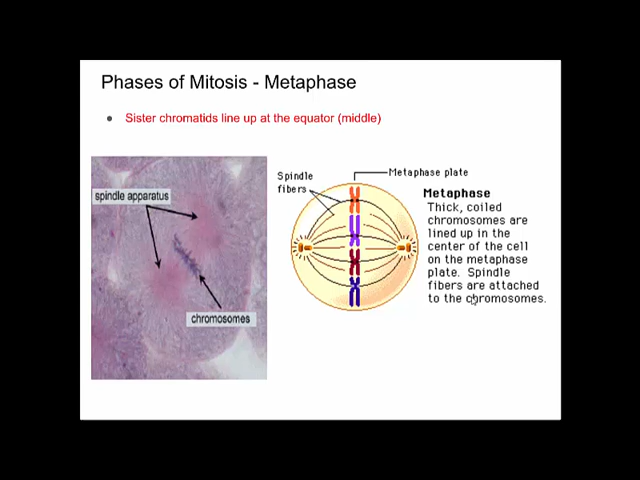 Phases of Mitosis - Metaphase
● Sister chromatids line up at the equator (middle)
spindle apparatus
chromosomes
Spindle
fibers
Metaphase plate
Metaphase
Thick, coiled
chromosomes are
lined up in the
center of the cell
on the metaphase
plate. Spindle
fibers are attached
to the chromosomes.